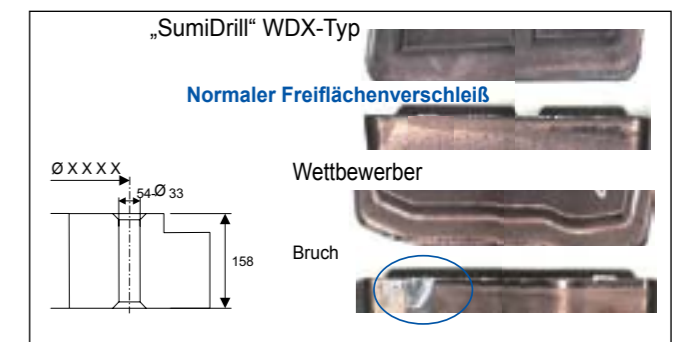 „SumiDrill“ WDX-Typ
Normaler Freiflächenverschleiß
Ø X X X X
54-Ø 33
158
Wettbewerber
Bruch